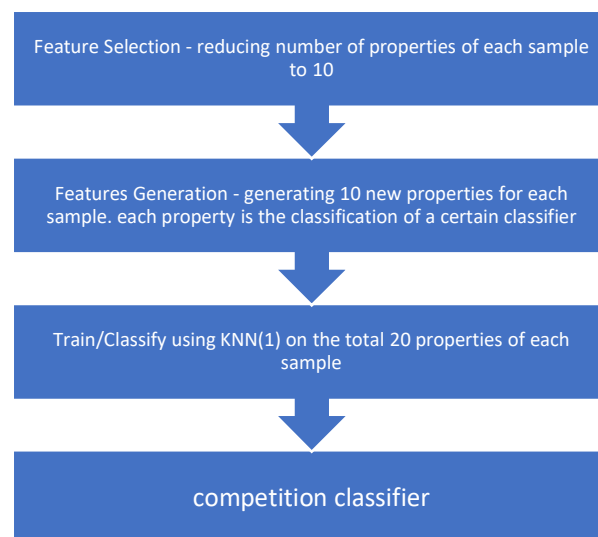 Feature Selection - reducing number of properties of each sample
to 10
Features Generation - generating 10 new properties for each
sample. each property is the classification of a certain classifier
Train/Classify using KNN(1) on the total 20 properties of each
sample
competition classifier